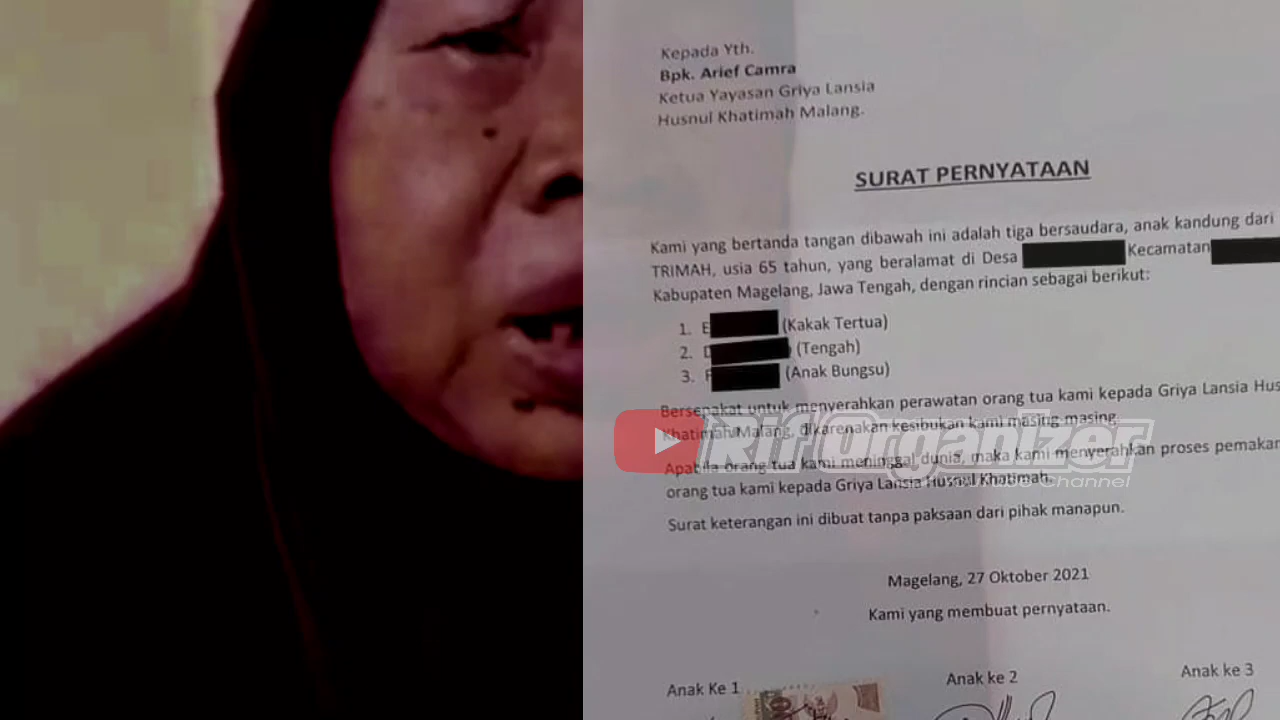 Kepada Yth.
Bpk. Arief Camra
Ketua Yayasan Griya Lansia
Husnul Khatimah Malang.
SURAT PERNYATAAN
Kami yang bertanda tangan dibawah ini adalah tiga bersaudara, anak kandung dari
TRIMAH, usia 65 tahun, yang beralamat di Desa Kecamatan
Kabupaten Magelang, Jawa Tengah, dengan rincian sebagai berikut:
1. E (Kakak Tertua)
2. D (Tengah)
3. F (Anak Bungsu)
Bersepakat untuk menyerahkan perawatan orang tua kami kepada Griya Lansia Hus
Khatimah Malang, dikarenakan kesibukan kami masing-masing.
Rif Organizer
Channel
Apabila orang tua kami meninggal dunia, maka kami menyerahkan proses pemakar
orang tua kami kepada Griya Lansia Husnul Khatimah.
Surat keterangan ini dibuat tanpa paksaan dari pihak manapun.
Magelang, 27 Oktober 2021
Kami yang membuat pernyataan.
Anak Ke 1 Anak ke 2 Anak ke 3